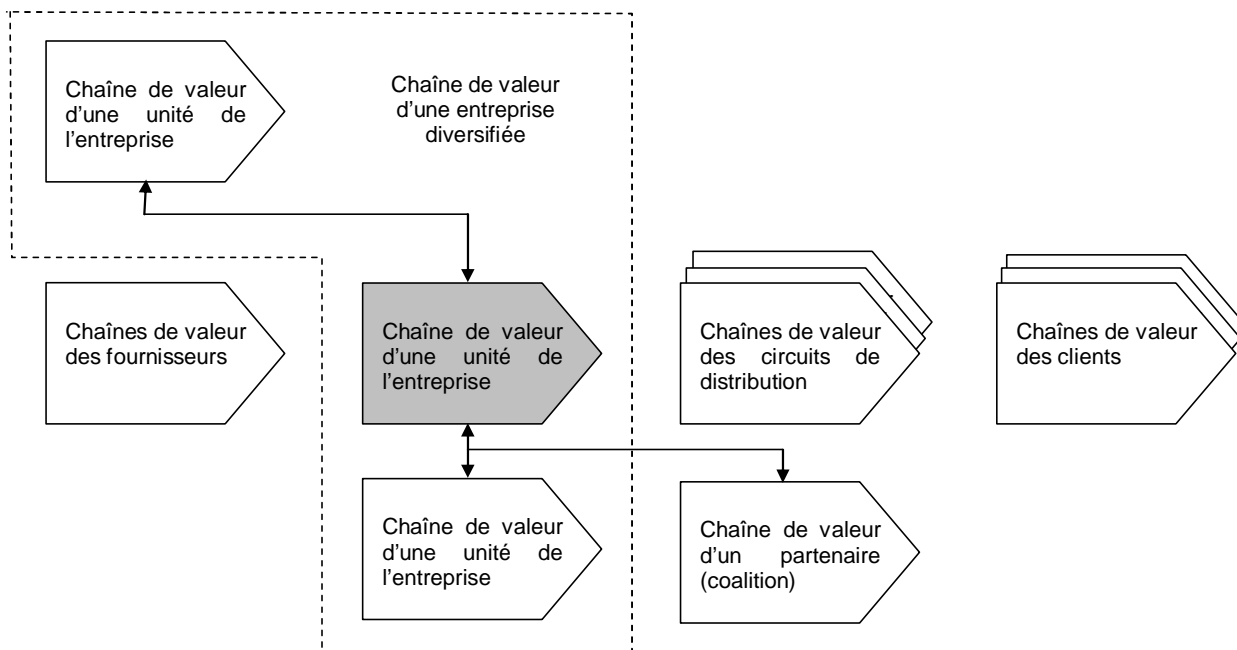 Chaîne de valeur
d'une unité de
l'entreprise
Chaîne de valeur
d'une entreprise
diversifiée
Chaînes de valeur
des fournisseurs
Chaîne de valeur
d'une unité de
l'entreprise
Chaînes de valeur
des circuits de
distribution
Chaînes de valeur
des clients
Chaîne de valeur
d'une unité de
l'entreprise
Chaîne de valeur
d'un partenaire
(coalition)